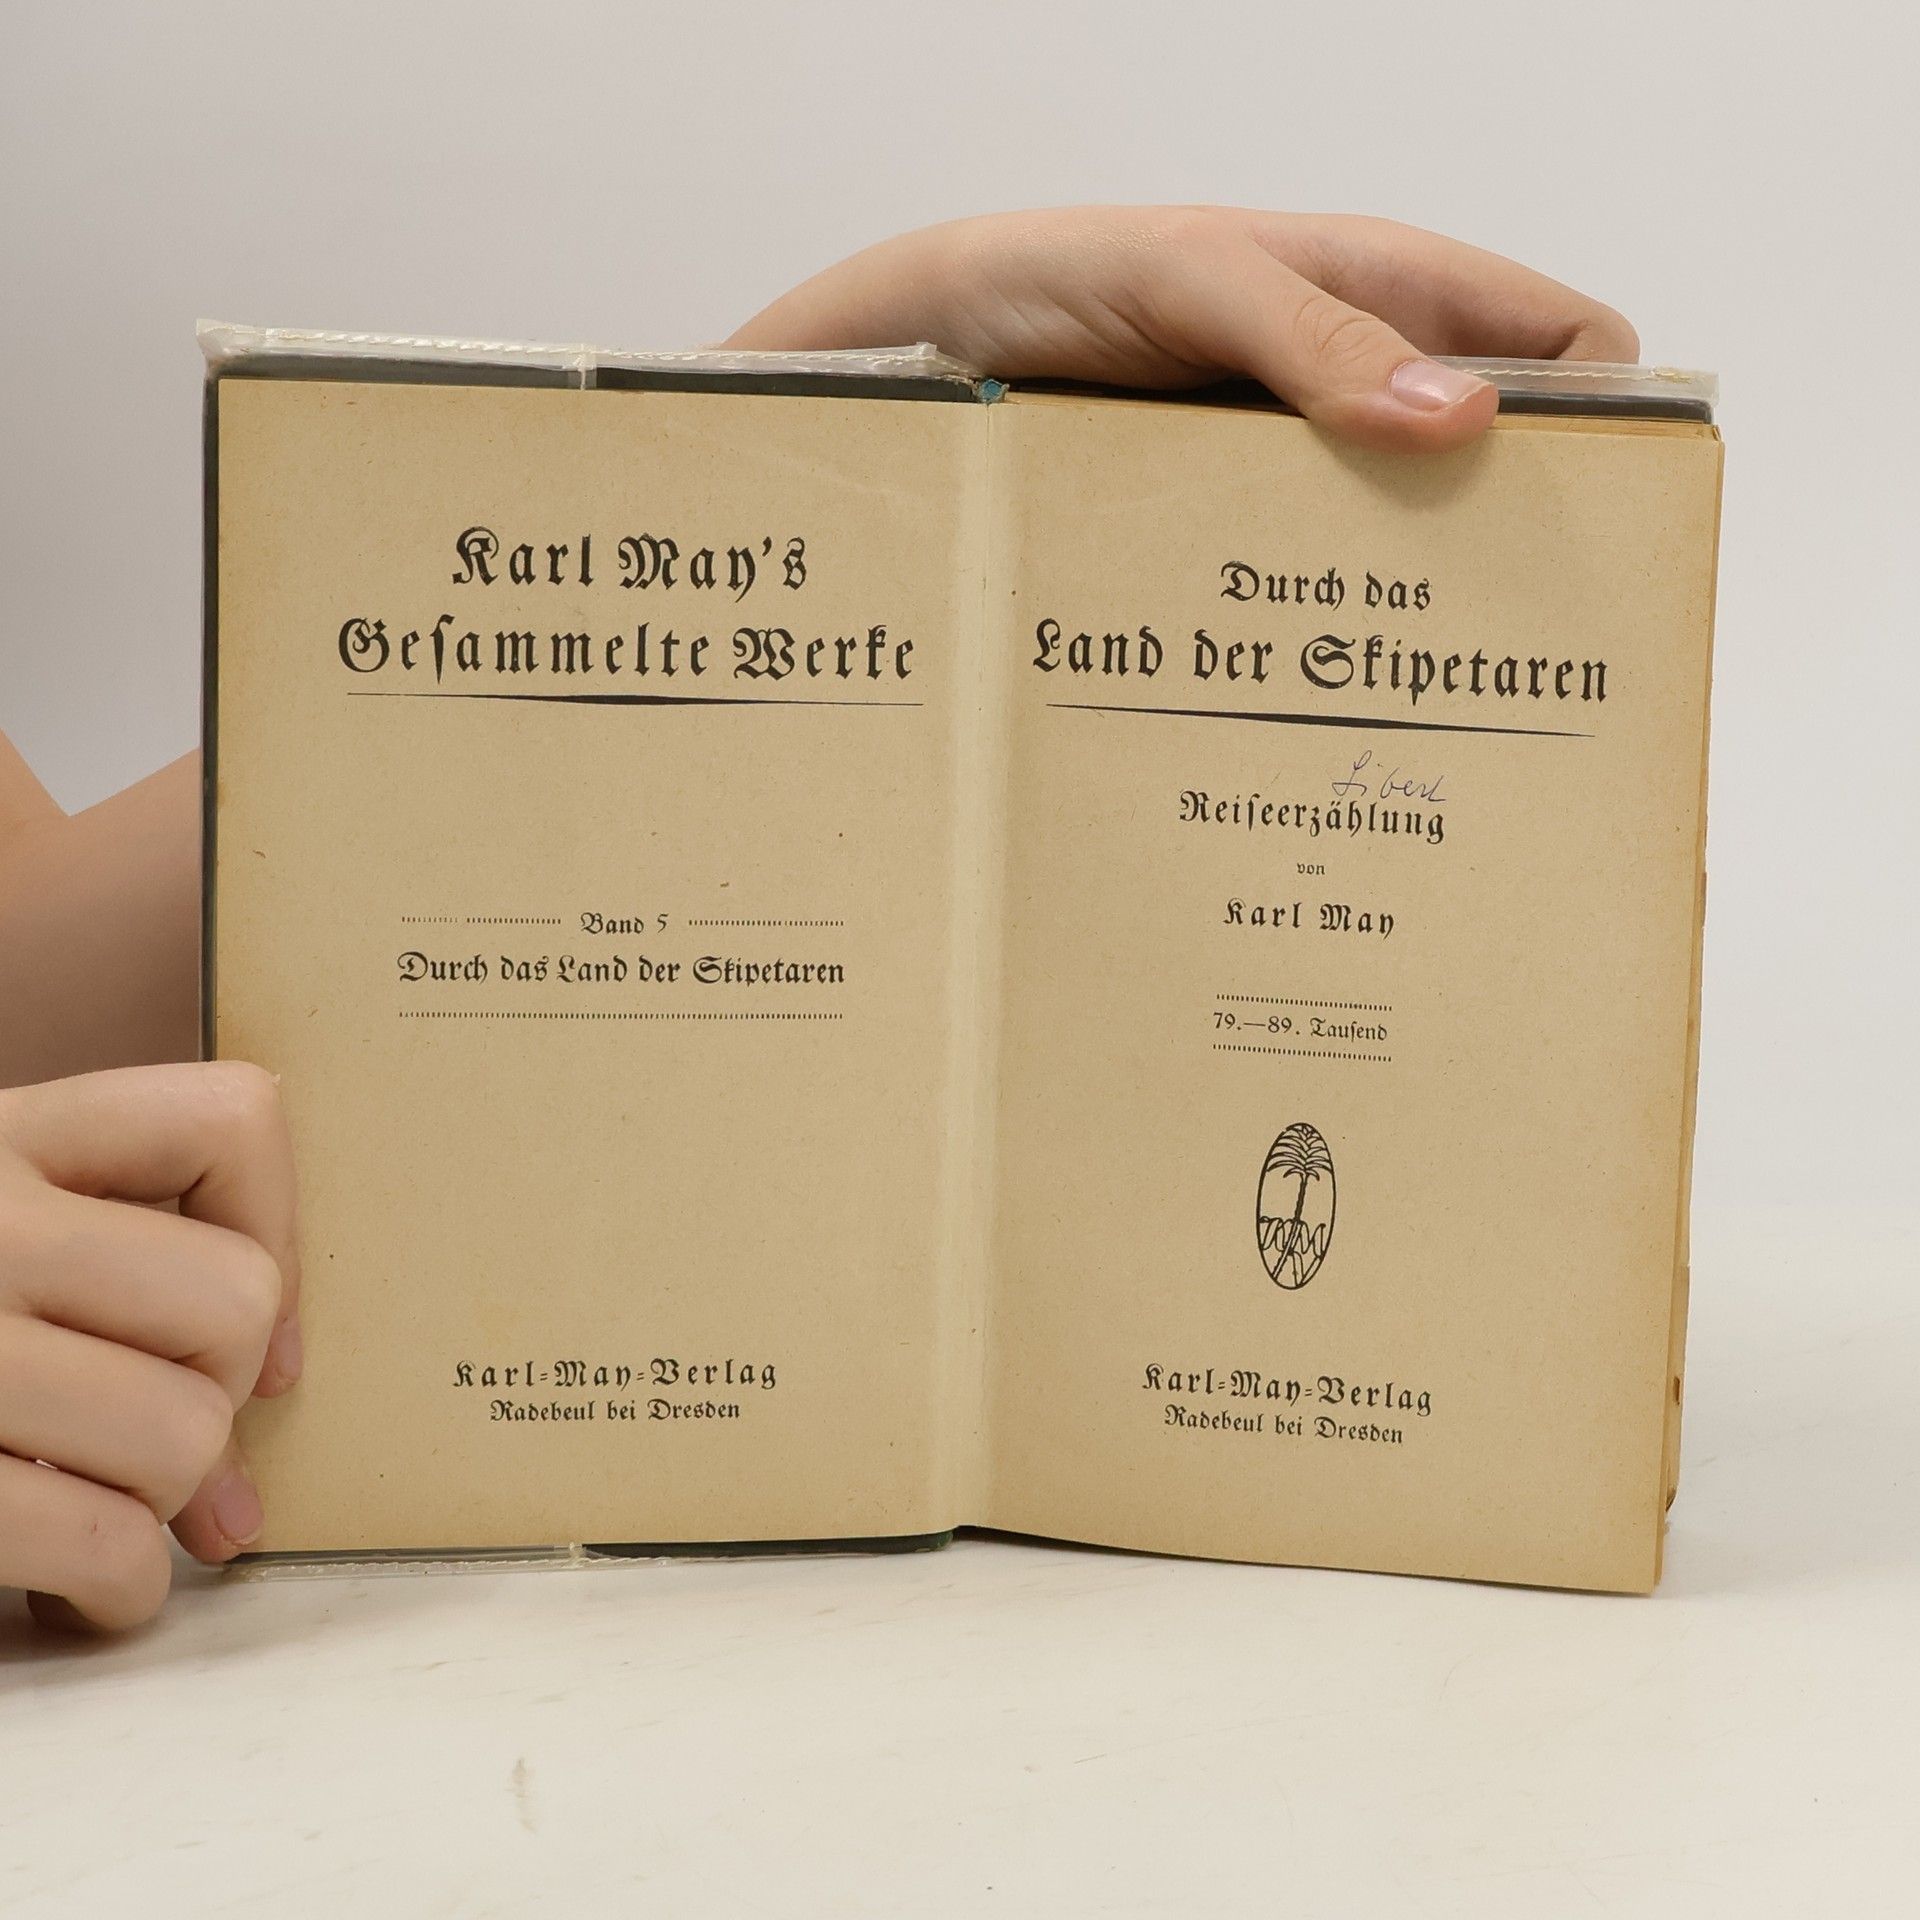 Karl May's
Geſammelte Werke
Band 5
Durch das Land der Skipetaren
Karl-May-Verlag
Radebeul bei Dresden
Durch das
Land der Skipetaren
Libert
Reiſeerzählung
von
Karl May
79.—89. Tauſend
Karl-May-Verlag
Radebeul bei Dresden